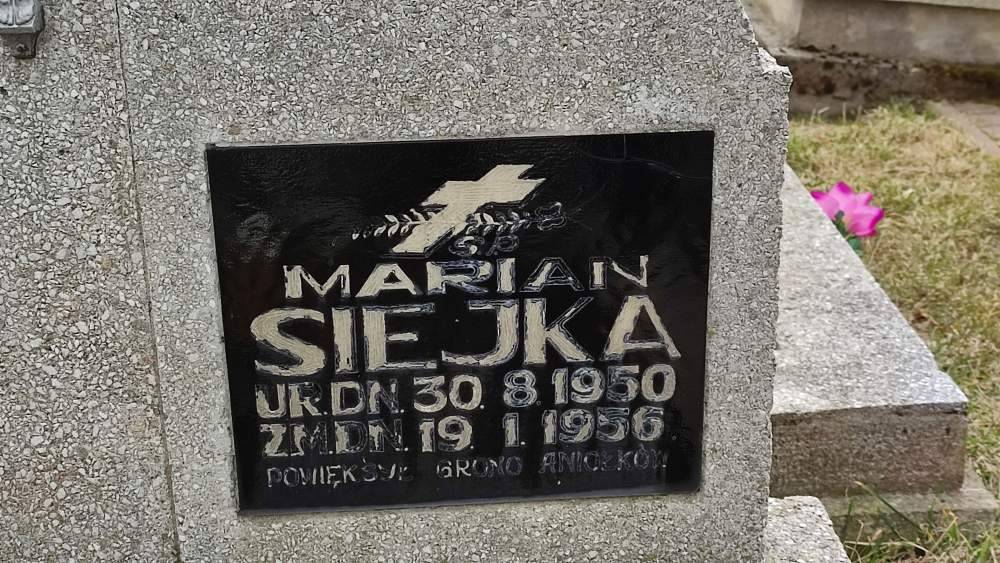 ŚP
MARIAN
SIEJKA
UR.DN. 30. 8. 1950
ZM.DN. 19. 1. 1956.
POWIĘKSZYŁ GRONO ANIOŁKÓW